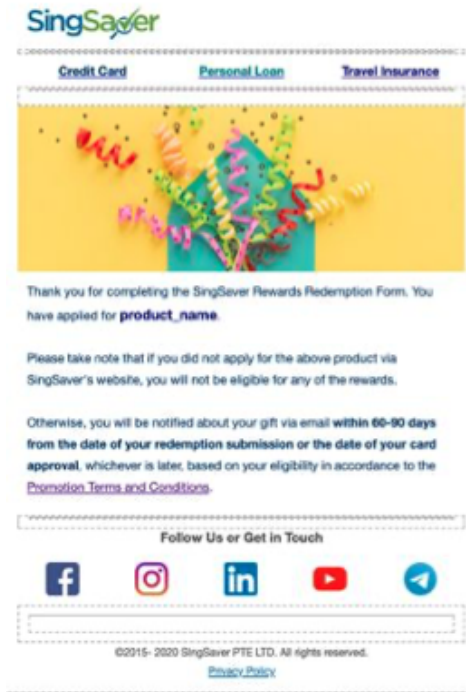 SingSaver
Credit Card Personal Loan Travel Insurance
Thank you for completing the SingSaver Rewards Redemption Form. You
have applied for product_name.
Please take note that if you did not apply for the above product via
SingSaver's website, you will not be eligible for any of the rewards.
Otherwise, you will be notified about your gift via email within 60-90 days
from the date of your redemption submission or the date of your card
approval, whichever is later, based on your eligibility in accordance to the
Promotion Terms and Conditions.
Follow Us or Get in Touch
©2015- 2020 SingSaver PTE LTD. All rights reserved.
Privacy Policy